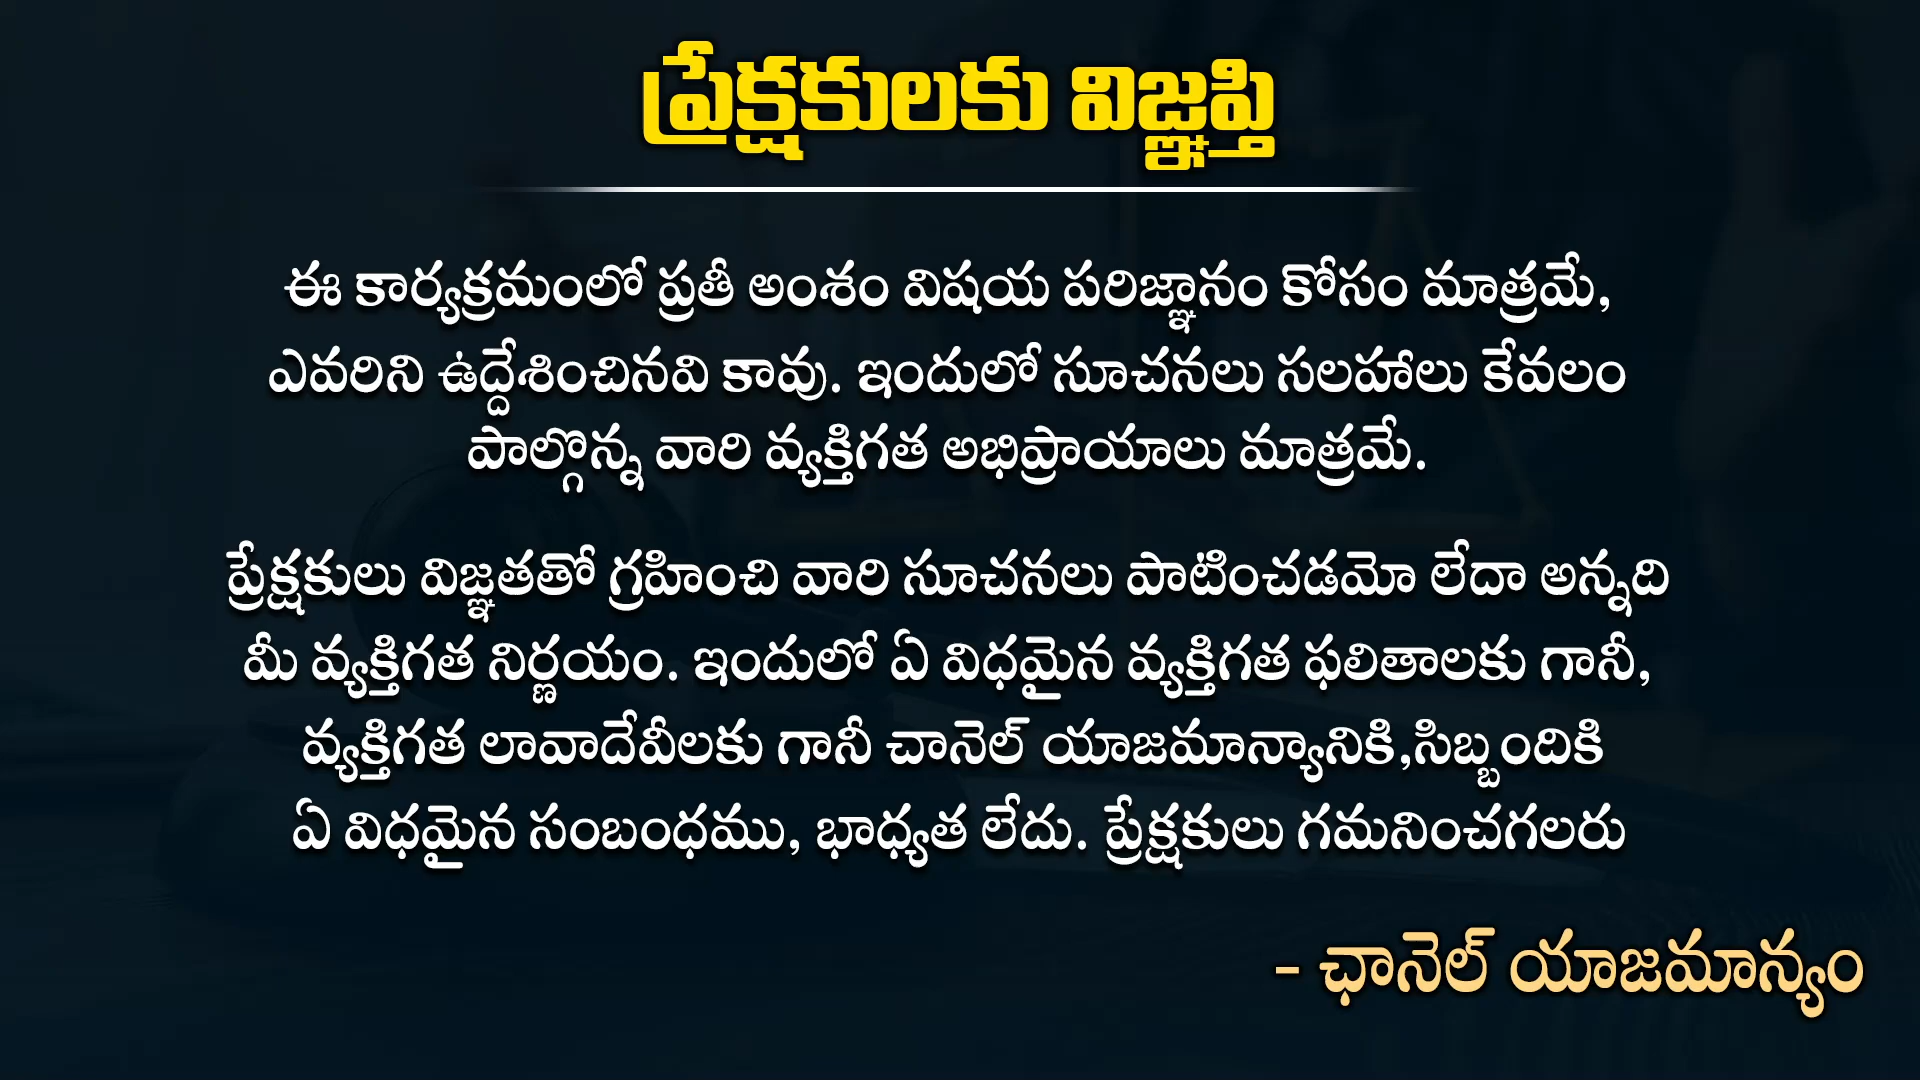 ప్రేక్షకులకు విజ్ఞప్తి
ఈ కార్యక్రమంలో ప్రతీ అంశం విషయ పరిజ్ఞానం కోసం మాత్రమే,
ఎవరిని ఉద్దేశించినవి కావు. ఇందులో సూచనలు సలహాలు కేవలం
పాల్గొన్న వారి వ్యక్తిగత అభిప్రాయాలు మాత్రమే.
ప్రేక్షకులు విజ్ఞతతో గ్రహించి వారి సూచనలు పాటించడమో లేదా అన్నది
మీ వ్యక్తిగత నిర్ణయం. ఇందులో ఏ విధమైన వ్యక్తిగత ఫలితాలకు గానీ,
వ్యక్తిగత లావాదేవీలకు గానీ చానెల్ యాజమాన్యానికి,సిబ్బందికి
ఏ విధమైన సంబంధము, భాధ్యత లేదు. ప్రేక్షకులు గమనించగలరు
- ఛానెల్ యాజమాన్యం